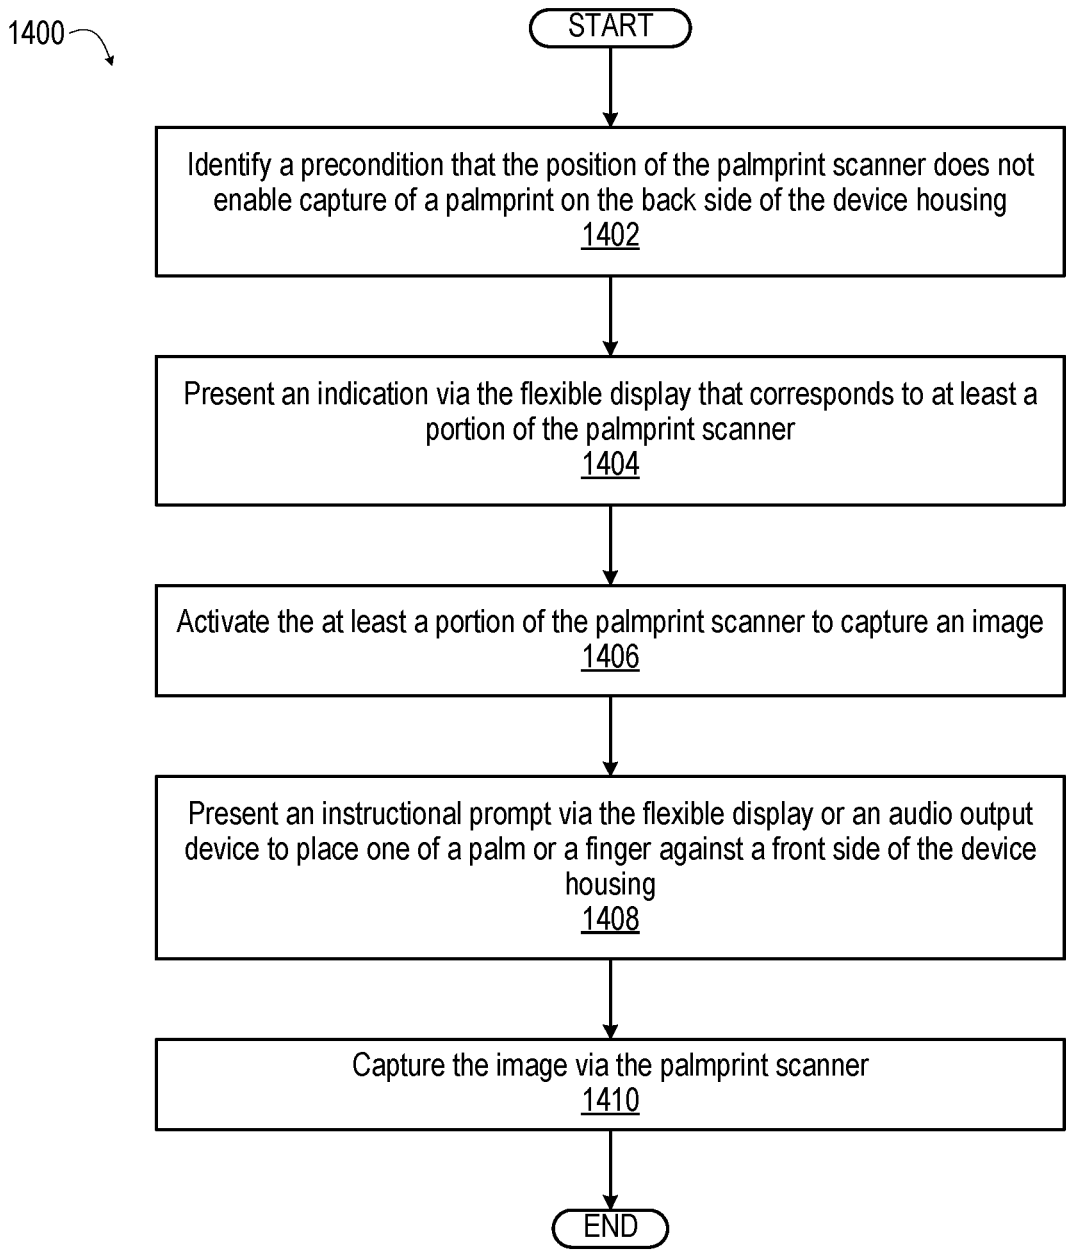 1400
START
Identify a precondition that the position of the palmprint scanner does not
enable capture of a palmprint on the back side of the device housing
1402
Present an indication via the flexible display that corresponds to at least a
portion of the palmprint scanner
1404
Activate the at least a portion of the palmprint scanner to capture an image
1406
Present an instructional prompt via the flexible display or an audio output
device to place one of a palm or a finger against a front side of the device
housing
1408
Capture the image via the palmprint scanner
1410
END